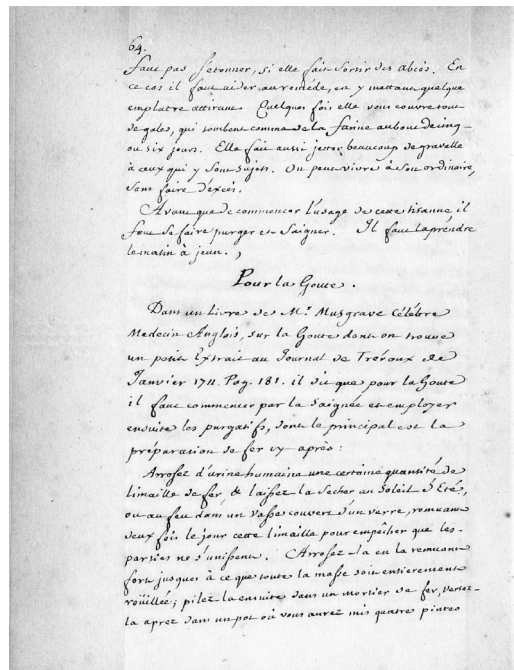 64.
faut pas s'etonner, si elle fait sortir des abcès. En
ce cas il faut aider au reméde, en y mettant quelque
emplatre attirant. Quelques fois elle vous couvre tout
de gales, qui tombent comme de la farine au bout de cinq
ou six jours. Elle fait aussi jetter beaucoup de gravelle
à ceux qui y sont sujets. On peut vivre à son ordinaire,
sans faire d'excès.
Avant que de commencer l'usage de cette tisanne il
faut se faire purger et saigner. Il faut la prendre
le matin à jeun.
Pour la Goute.
Dans un Livre de Mr. Musgrave Célébre
Medecin Anglois, sur la Goute dont on trouve
un petit Extrait au Journal de Trévoux de
Janvier 1711. Pag. 181. il dit que pour la Goute
il faut commencer par la Saignée et employer
ensuite les purgatifs, dont le principal est la
préparation de fer cy après :
Arrosez d'urine humaine une certaine quantité de
limaille de fer, & laissez la secher au Soleil d'Eté,
ou au feu dans un Vasse couvert d'un verre, remuant
deux fois le jour cette limaille pour empêcher que les
parties ne s'unissent. Arrosez-la en la remuant
fort jusques à ce que toute la masse soit entierement
roüillée ; pilez la ensuite dans un mortier de fer, versez-
la aprez dans un pot où vous aurez mis quatre pintes